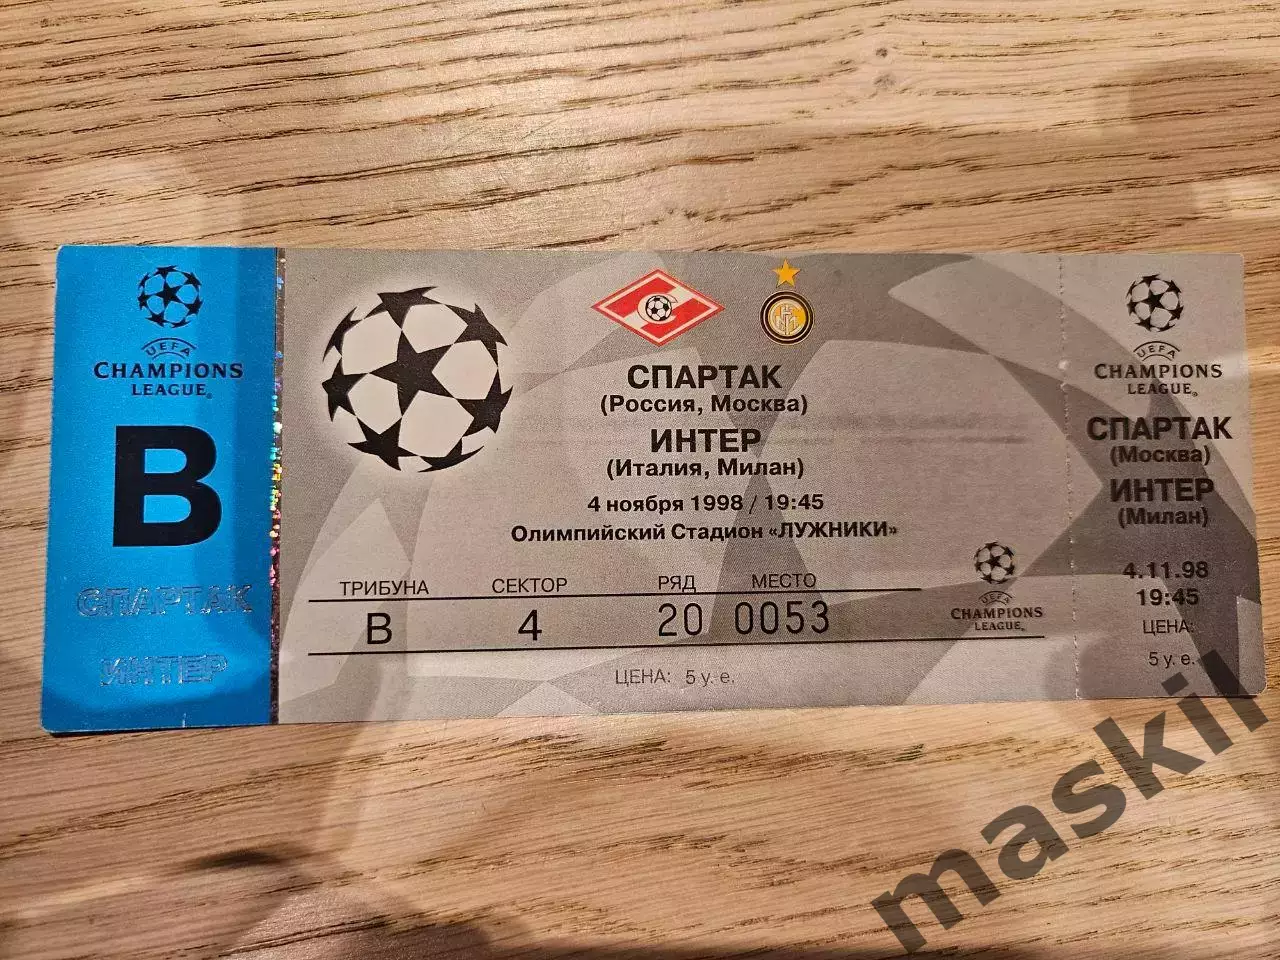 UEFA
CHAMPIONS
LEAGUE®
В
СПАРТАК
ИНТЕР
СПАРТАК
(Россия, Москва)
ИНТЕР
(Италия, Милан)
4 ноября 1998 / 19:45
Олимпийский Стадион «ЛУЖНИКИ»
ТРИБУНА СЕКТОР РЯД МЕСТО
В 4 20 0053
ЦЕНА: 5 у. е.
UEFA
CHAMPIONS
LEAGUE®
UEFA
CHAMPIONS
LEAGUE®
СПАРТАК
(Москва)
ИНТЕР
(Милан)
4.11.98
19:45
ЦЕНА:
5 у. е.
maskil